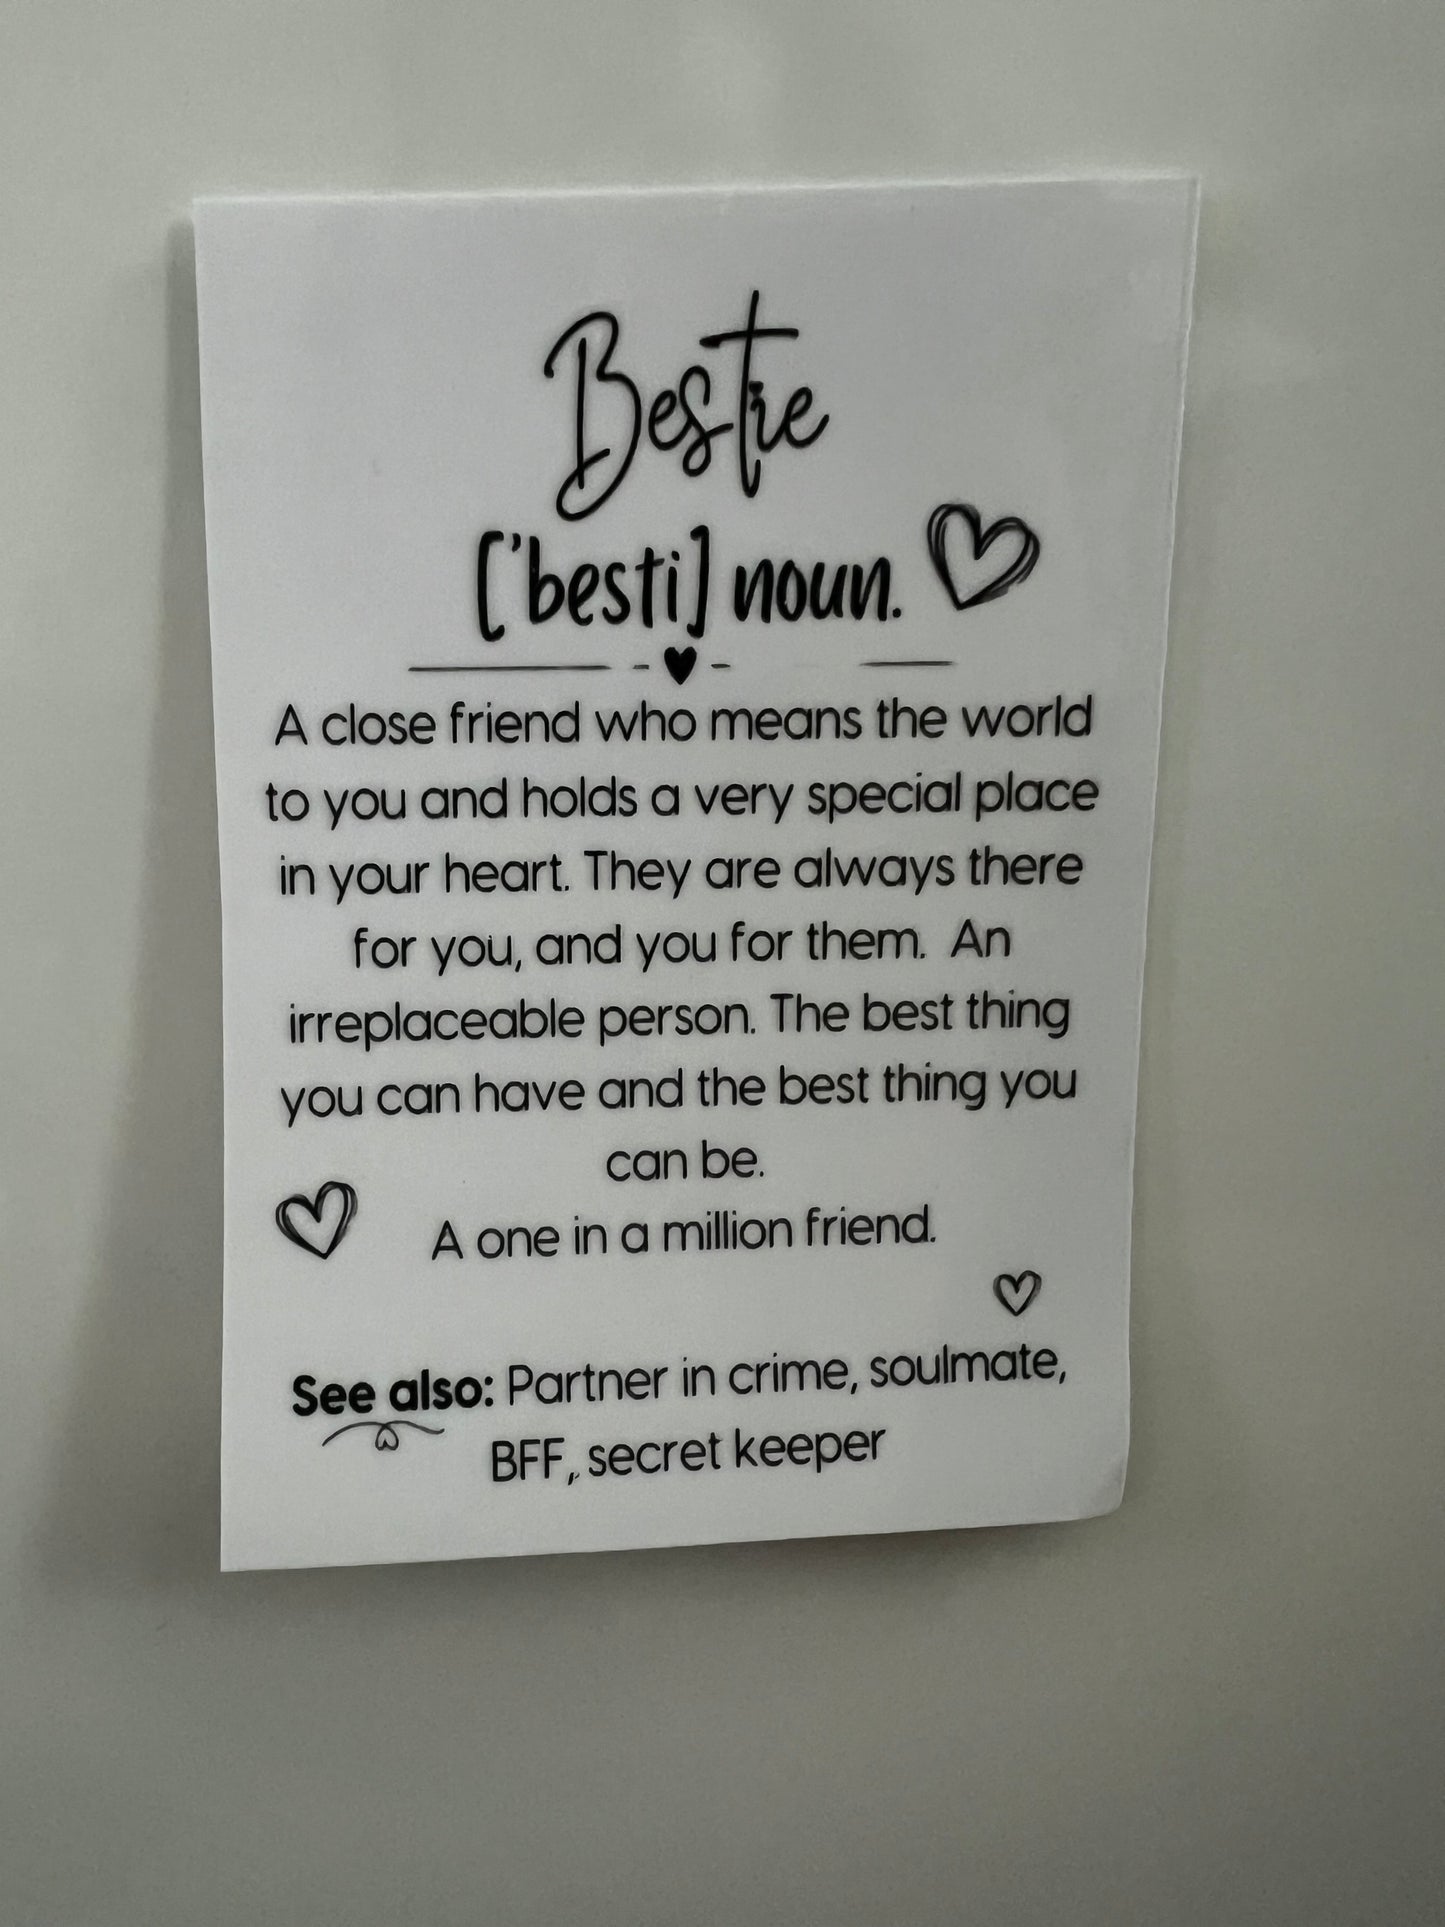 Bestie
['besti] noun.
A close friend who means the world
to you and holds a very special place
in your heart. They are always there
for you, and you for them. An
irreplaceable person. The best thing
you can have and the best thing you
can be.
A one in a million friend.
See also: Partner in crime, soulmate,
BFF, secret keeper